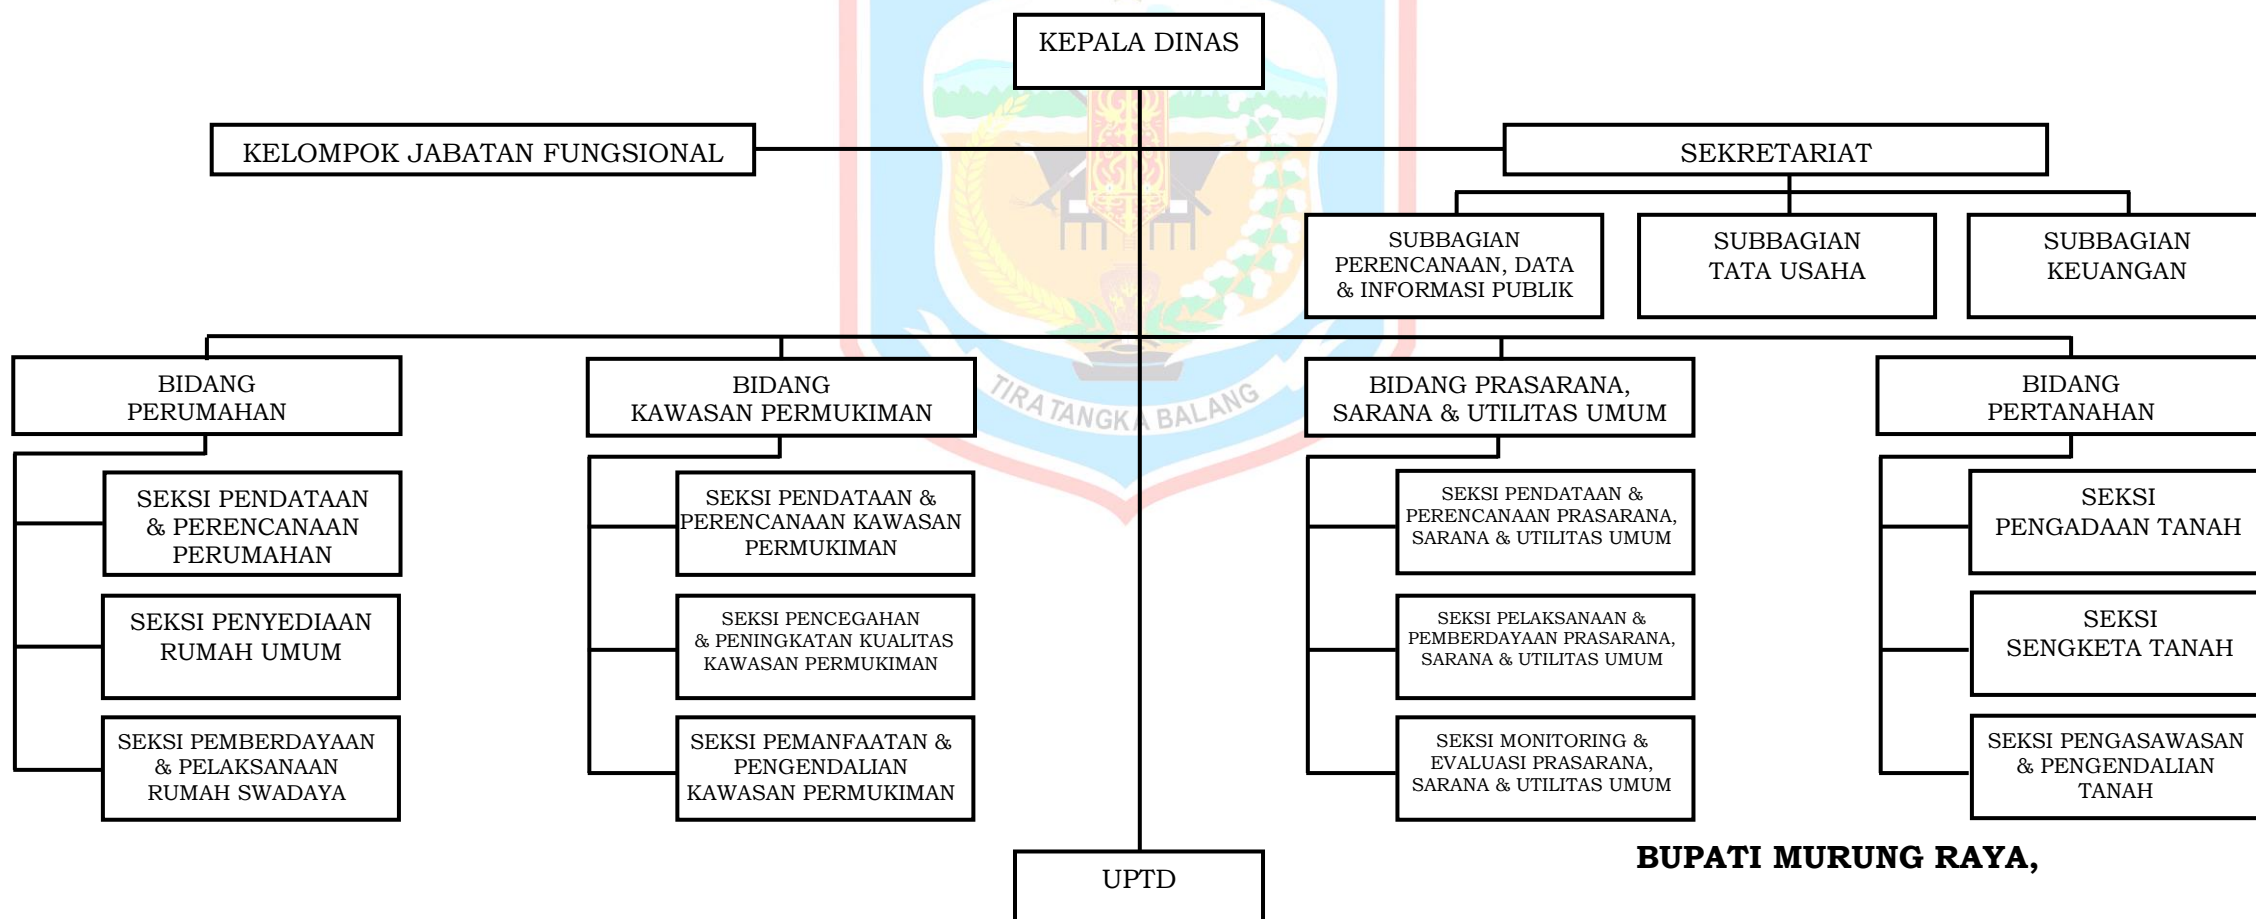 KEPALA DINAS
KELOMPOK JABATAN FUNGSIONAL
SEKRETARIAT
SUBBAGIAN
PERENCANAAN, DATA
& INFORMASI PUBLIK
SUBBAGIAN
TATA USAHA
SUBBAGIAN
KEUANGAN
BIDANG
PERUMAHAN
BIDANG
KAWASAN PERMUKIMAN
BIDANG PRASARANA,
SARANA & UTILITAS UMUM
BIDANG
PERTANAHAN
TIRA TANGKA BALANG
SEKSI PENDATAAN
& PERENCANAAN
PERUMAHAN
SEKSI PENDATAAN &
PERENCANAAN KAWASAN
PERMUKIMAN
SEKSI PENDATAAN &
PERENCANAAN PRASARANA,
SARANA & UTILITAS UMUM
SEKSI
PENGADAAN TANAH
SEKSI PENYEDIAAN
RUMAH UMUM
SEKSI PENCEGAHAN
& PENINGKATAN KUALITAS
KAWASAN PERMUKIMAN
SEKSI PELAKSANAAN &
PEMBERDAYAAN PRASARANA,
SARANA & UTILITAS UMUM
SEKSI
SENGKETA TANAH
SEKSI PEMBERDAYAAN
& PELAKSANAAN
RUMAH SWADAYA
SEKSI PEMANFAATAN &
PENGENDALIAN
KAWASAN PERMUKIMAN
SEKSI MONITORING &
EVALUASI PRASARANA,
SARANA & UTILITAS UMUM
SEKSI PENGASAWASAN
& PENGENDALIAN
TANAH
UPTD
BUPATI MURUNG RAYA,